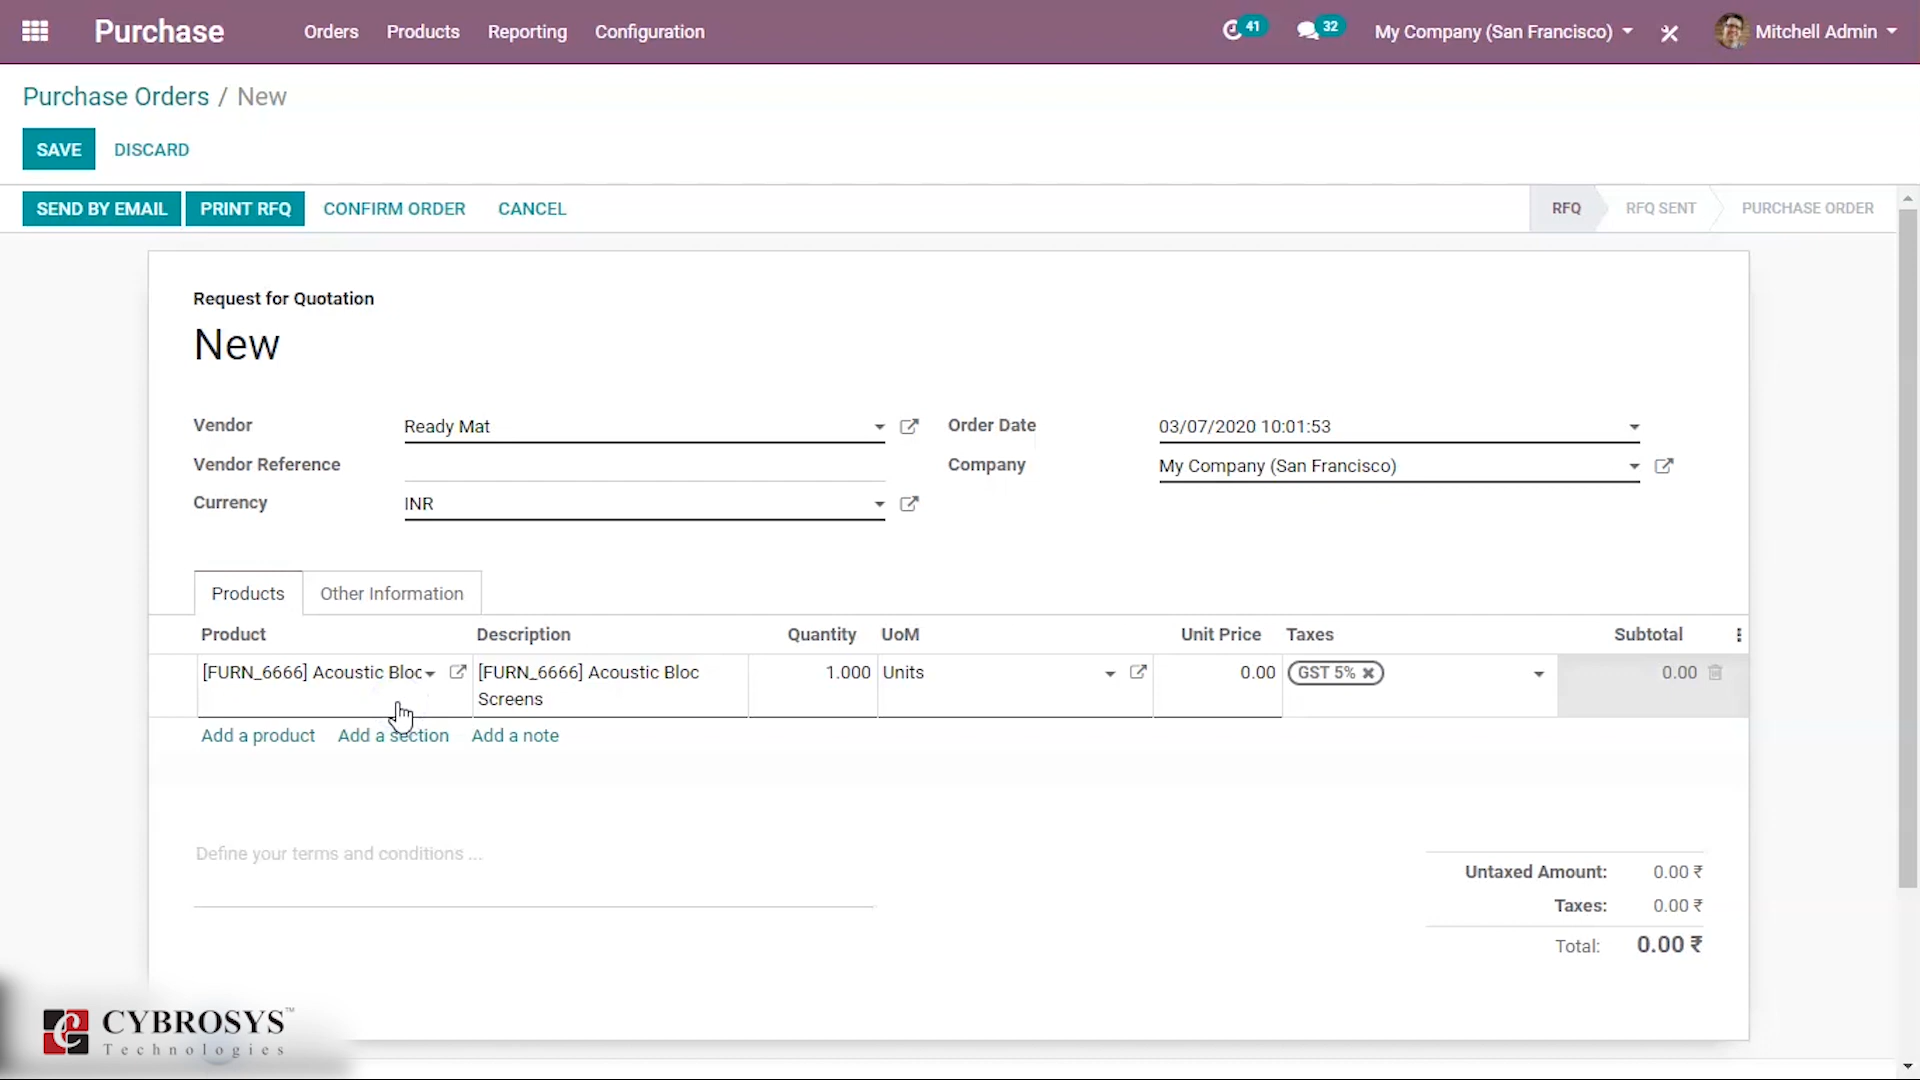 Purchase Orders Products Reporting Configuration 41 32 My Company (San Francisco) Mitchell Admin
Purchase Orders / New
SAVE DISCARD
SEND BY EMAIL PRINT RFQ CONFIRM ORDER CANCEL RFQ RFQ SENT PURCHASE ORDER
Request for Quotation
New
Vendor Ready Mat Order Date 03/07/2020 10:01:53
Vendor Reference Company My Company (San Francisco)
Currency INR
Products Other Information
Product Description Quantity UoM Unit Price Taxes Subtotal
[FURN_6666] Acoustic Bloc [FURN_6666] Acoustic Bloc 1.000 Units 0.00 GST 5% 0.00
Screens
Add a product Add a section Add a note
Define your terms and conditions ...
Untaxed Amount: 0.00 ₹
Taxes: 0.00 ₹
Total: 0.00 ₹
CYBROSYS™
Technologies